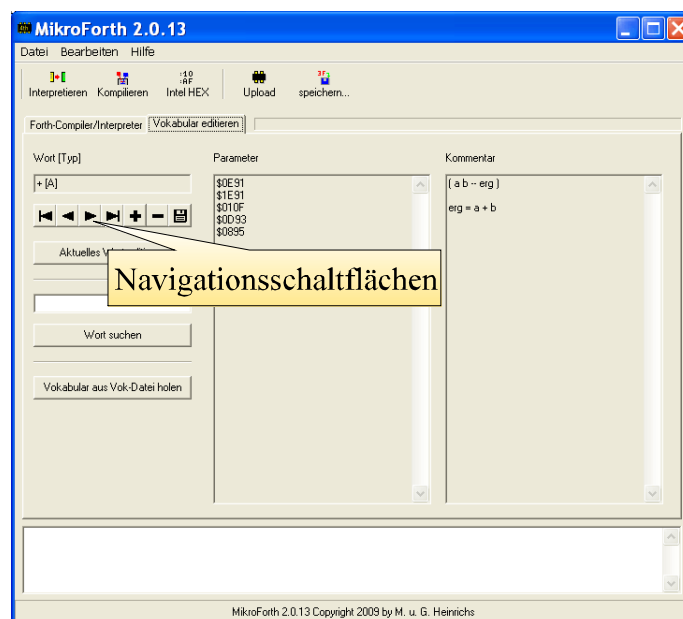 MikroForth 2.0.13
Datei Bearbeiten Hilfe
:10
:AF
3F
Interpretieren Kompilieren Intel HEX Upload speichern...
Forth-Compiler/Interpreter Vokabular editieren
Wort [Typ] Parameter Kommentar
+ [A]
$0E91
$1E91
$010F
$0D93
$0895
( a b -- erg )
erg = a + b
Aktuelles
Navigationsschaltflächen
Wort suchen
Vokabular aus Vok-Datei holen
MikroForth 2.0.13 Copyright 2009 by M. u. G. Heinrichs